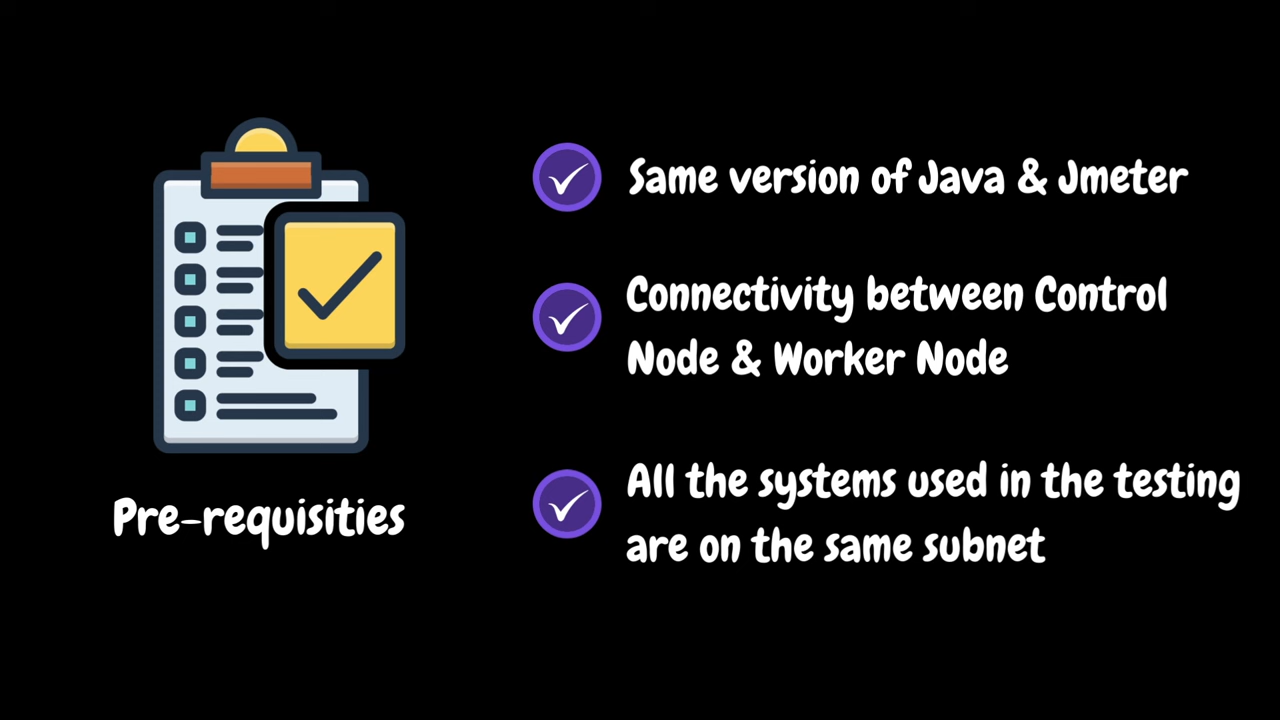 Same version of Java & Jmeter
Connectivity between Control
Node & Worker Node
All the systems used in the testing
are on the same subnet
Pre-requisities